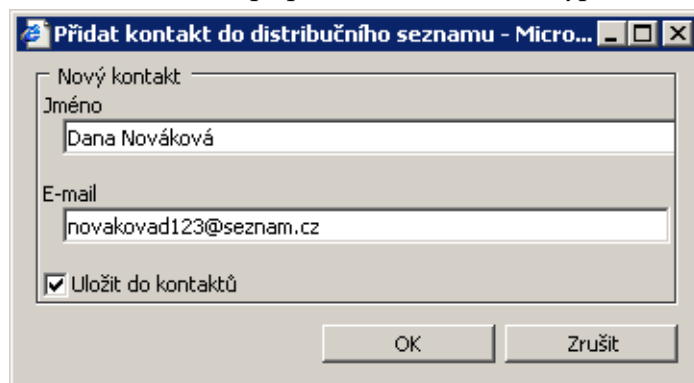 Přidat kontakt do distribučního seznamu - Micro...
Nový kontakt
Jméno
Dana Nováková
E-mail
novakovad123@seznam.cz
Uložit do kontaktů
OK
Zrušit